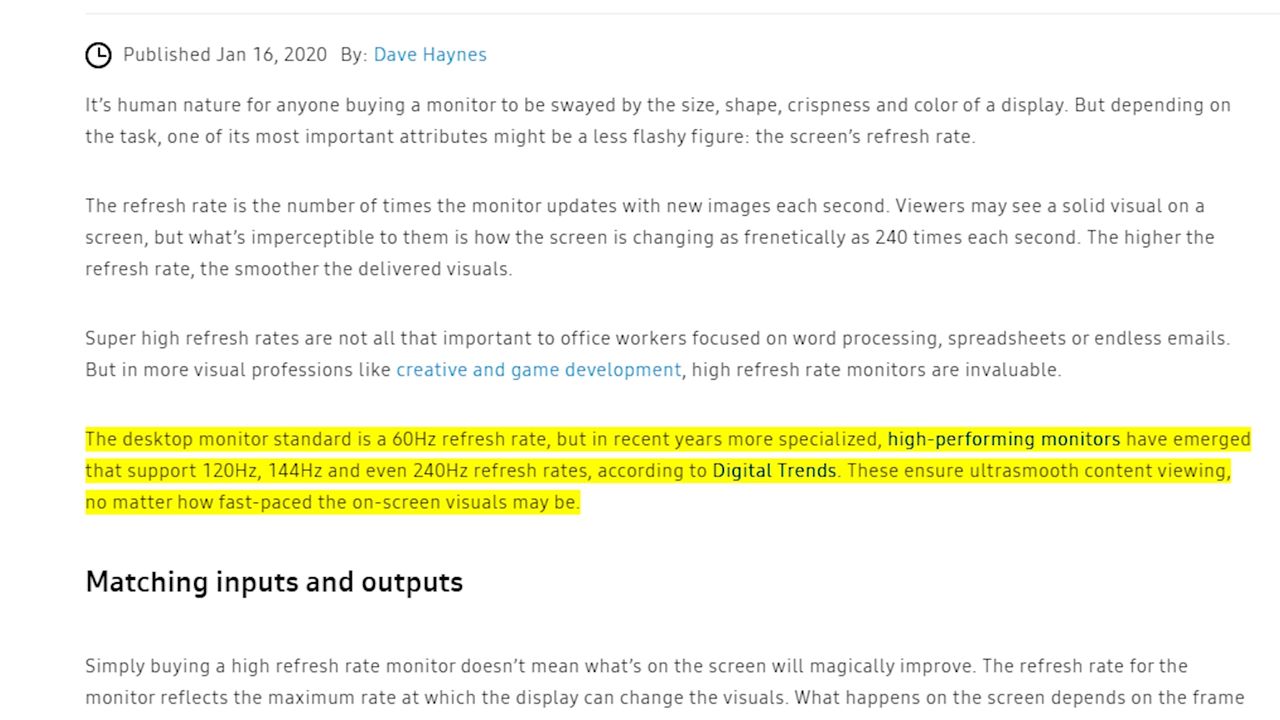 Published Jan 16, 2020 By: Dave Haynes
It’s human nature for anyone buying a monitor to be swayed by the size, shape, crispness and color of a display. But depending on
the task, one of its most important attributes might be a less flashy figure: the screen’s refresh rate.
The refresh rate is the number of times the monitor updates with new images each second. Viewers may see a solid visual on a
screen, but what’s imperceptible to them is how the screen is changing as frenetically as 240 times each second. The higher the
refresh rate, the smoother the delivered visuals.
Super high refresh rates are not all that important to office workers focused on word processing, spreadsheets or endless emails.
But in more visual professions like creative and game development, high refresh rate monitors are invaluable.
The desktop monitor standard is a 60Hz refresh rate, but in recent years more specialized, high-performing monitors have emerged
that support 120Hz, 144Hz and even 240Hz refresh rates, according to Digital Trends. These ensure ultrasmooth content viewing,
no matter how fast-paced the on-screen visuals may be.
Matching inputs and outputs
Simply buying a high refresh rate monitor doesn’t mean what’s on the screen will magically improve. The refresh rate for the
monitor reflects the maximum rate at which the display can change the visuals. What happens on the screen depends on the frame